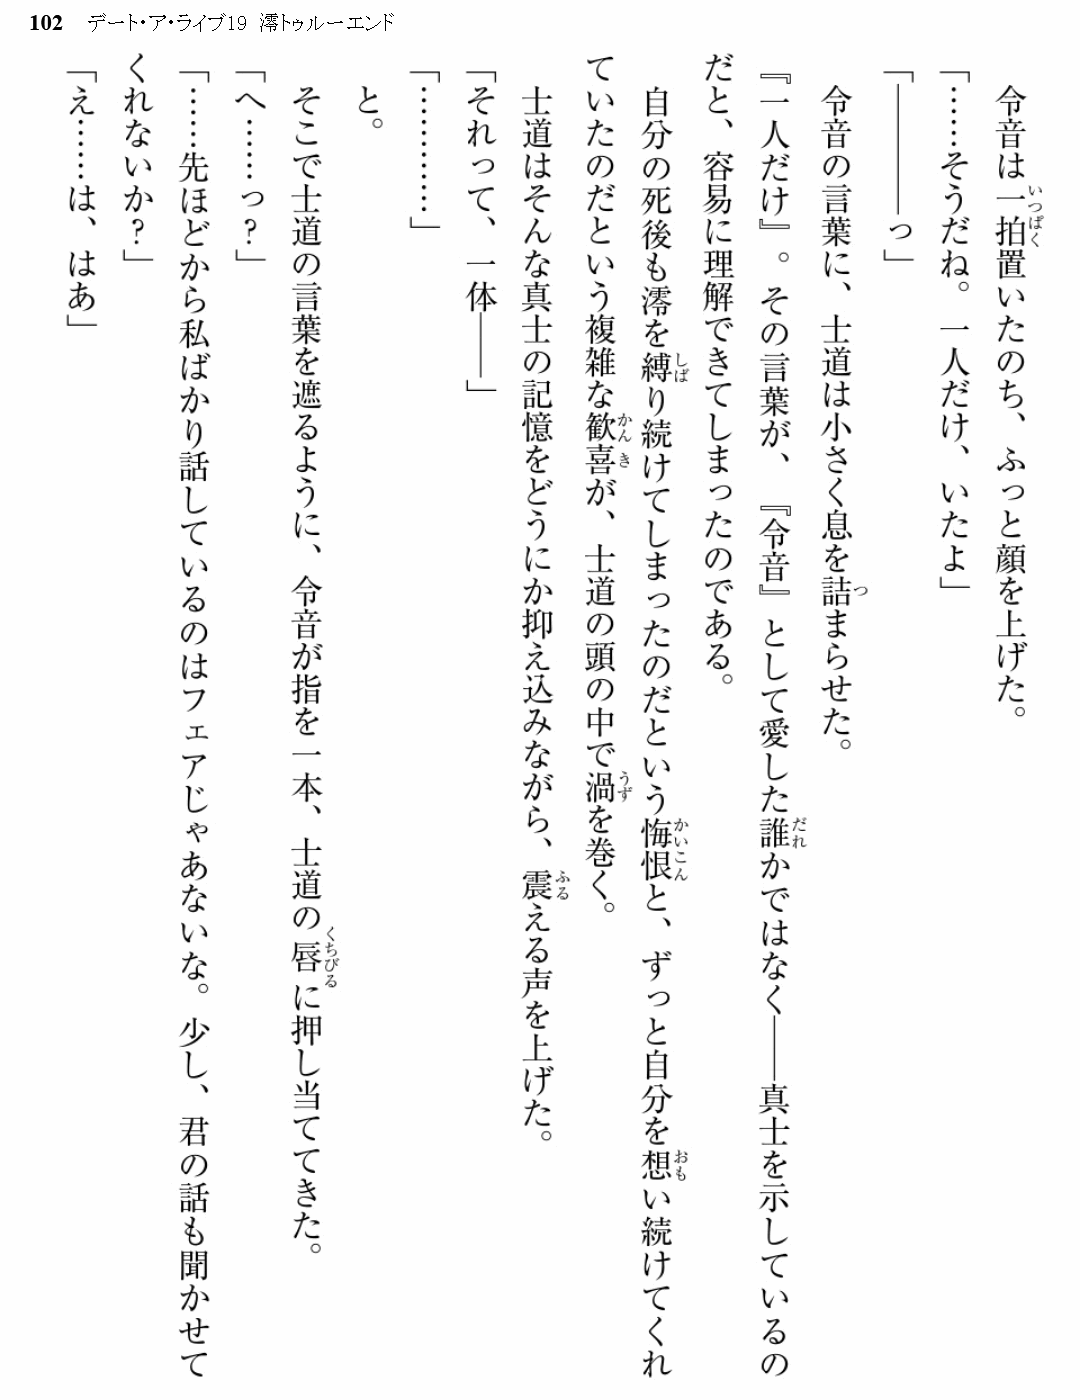 102 デート・ア・ライブ19 澪トゥルーエンド
令音は一拍置いたのち、ふっと顔を上げた。
「……そうだね。一人だけ、いたよ」
「――――っ」
令音の言葉に、士道は小さく息を詰まらせた。
『一人だけ』。その言葉が、『令音』として愛した誰かではなく――真士を示しているの
だと、容易に理解できてしまったのである。
自分の死後も澪を縛り続けてしまったのだという悔恨と、ずっと自分を想い続けてくれ
ていたのだという複雑な歓喜が、士道の頭の中で渦を巻く。
士道はそんな真士の記憶をどうにか抑え込みながら、震える声を上げた。
「それって、一体――」
「…………」
と。
そこで士道の言葉を遮るように、令音が指を一本、士道の唇に押し当ててきた。
「へ……っ？」
「……先ほどから私ばかり話しているのはフェアじゃあないな。少し、君の話も聞かせて
くれないか？」
「え……は、はあ」